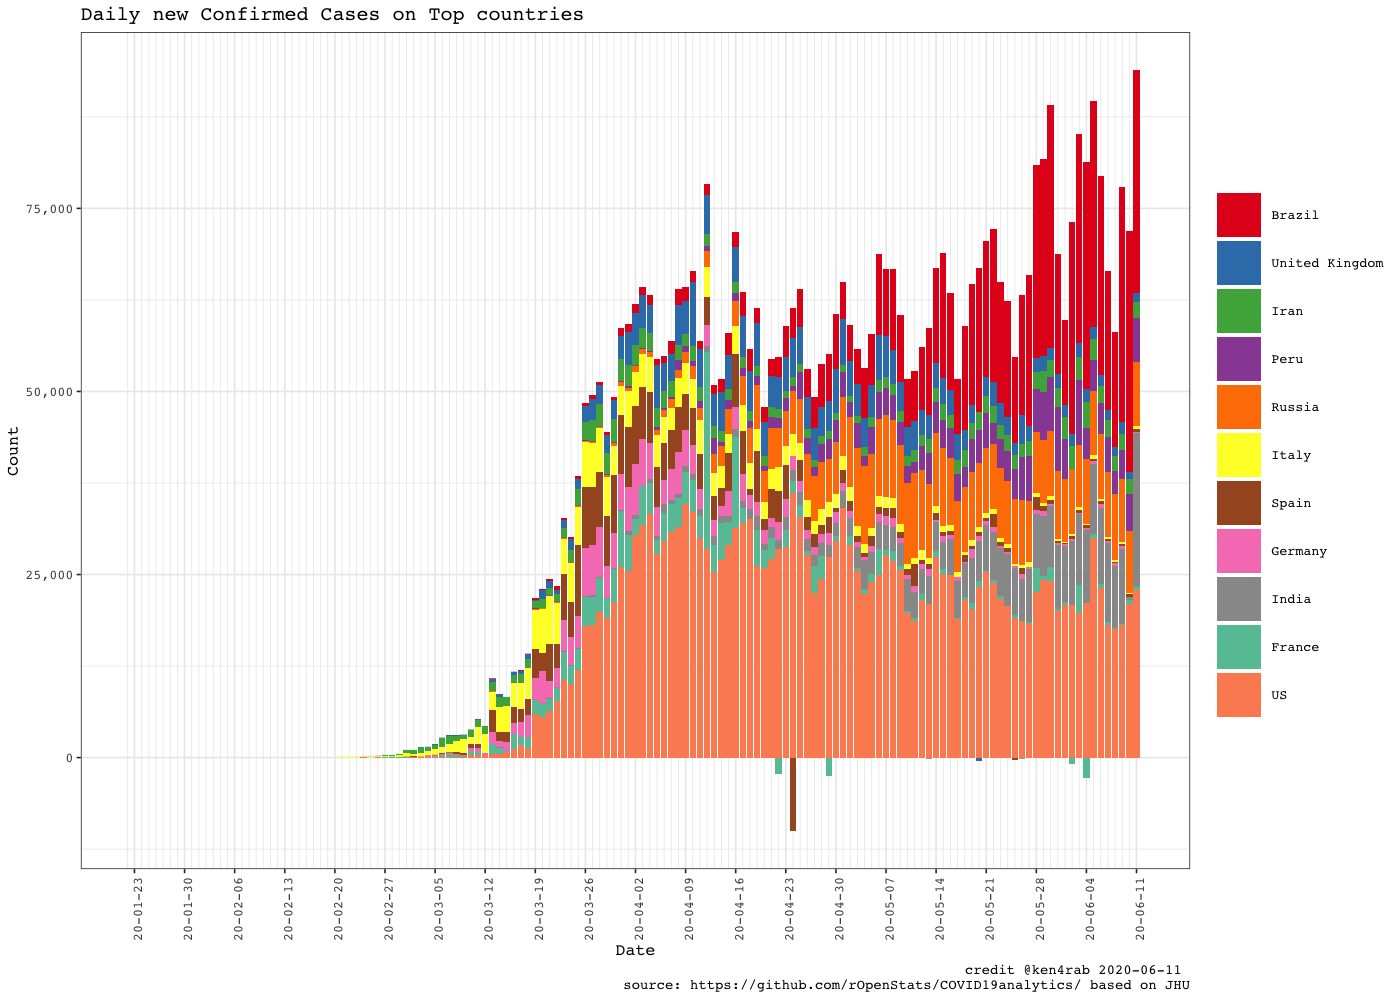 Daily new Confirmed Cases on Top countries
Count
75,000
50,000
25,000
0
20-01-23
20-01-30
20-02-06
20-02-13
20-02-20
20-02-27
20-03-05
20-03-12
20-03-19
20-03-26
20-04-02
20-04-09
20-04-16
20-04-23
20-04-30
20-05-07
20-05-14
20-05-21
20-05-28
20-06-04
20-06-11
Date
Brazil
United Kingdom
Iran
Peru
Russia
Italy
Spain
Germany
India
France
US
credit @ken4rab 2020-06-11
source: https://github.com/rOpenStats/COVID19analytics/ based on JHU